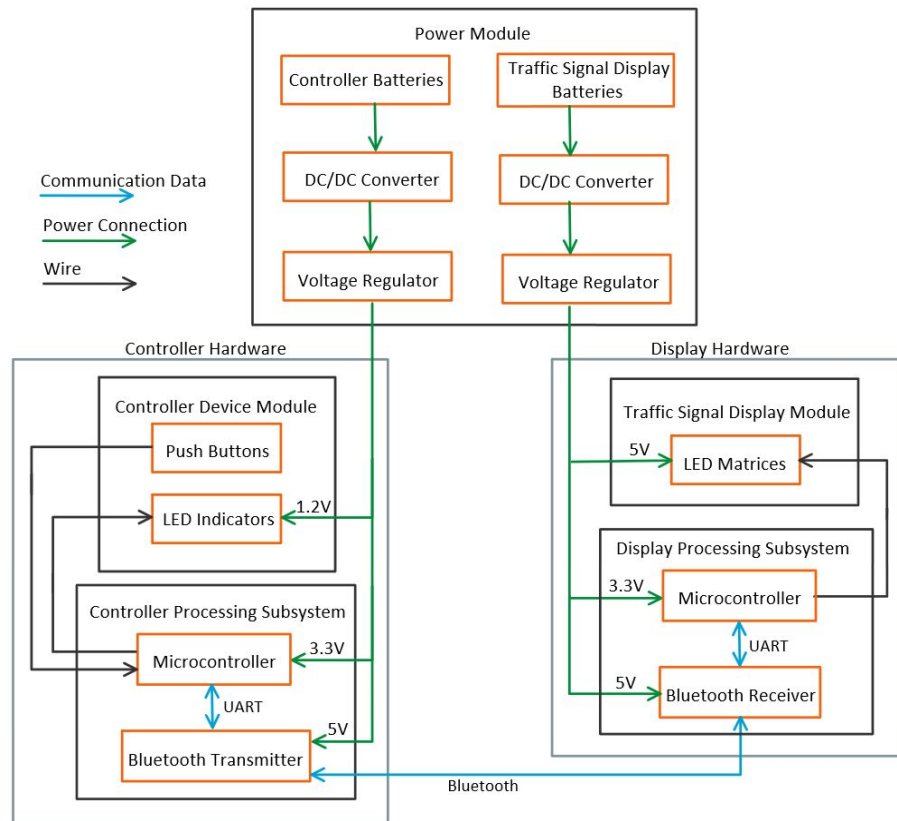 Power Module
Controller Batteries
Traffic Signal Display
Batteries
DC/DC Converter
DC/DC Converter
Voltage Regulator
Voltage Regulator
Communication Data
Power Connection
Wire
Controller Hardware
Controller Device Module
Push Buttons
LED Indicators
1.2V
Controller Processing Subsystem
Microcontroller
3.3V
UART
5V
Bluetooth Transmitter
Bluetooth
Display Hardware
Traffic Signal Display Module
5V
LED Matrices
Display Processing Subsystem
3.3V
Microcontroller
UART
5V
Bluetooth Receiver